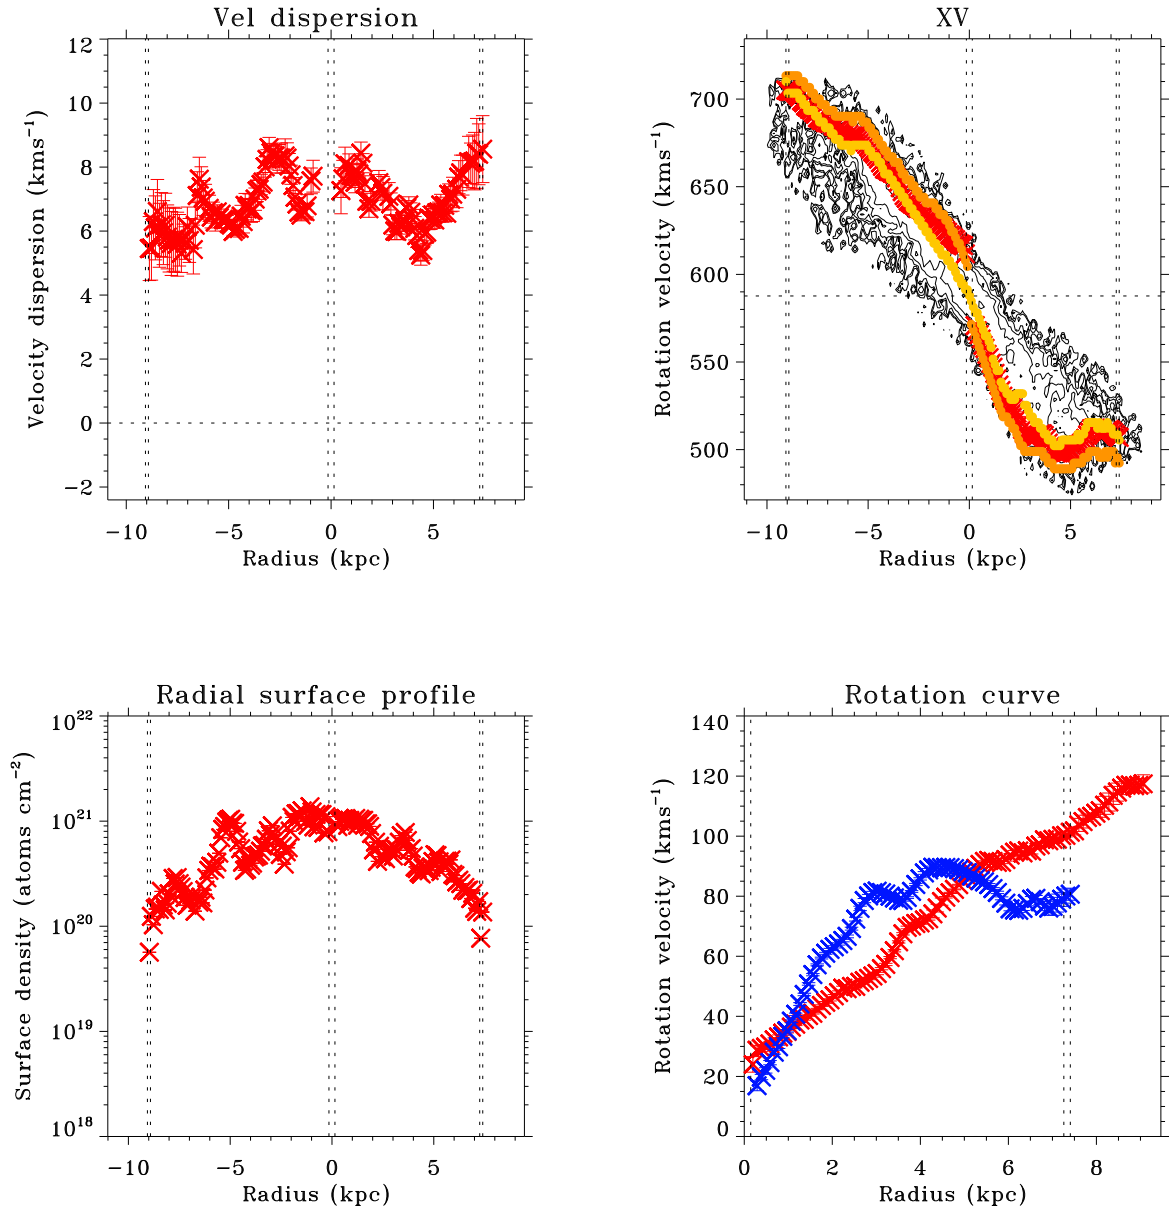 Vel dispersion
Velocity dispersion (kms⁻¹)
12
10
8
6
4
2
0
−2
−10 −5 0 5
Radius (kpc)
XV
Rotation velocity (kms⁻¹)
700
650
600
550
500
−10 −5 0 5
Radius (kpc)
Radial surface profile
Surface density (atoms cm⁻²)
10²²
10²¹
10²⁰
10¹⁹
10¹⁸
−10 −5 0 5
Radius (kpc)
Rotation curve
Rotation velocity (kms⁻¹)
140
120
100
80
60
40
20
0
0 2 4 6 8
Radius (kpc)